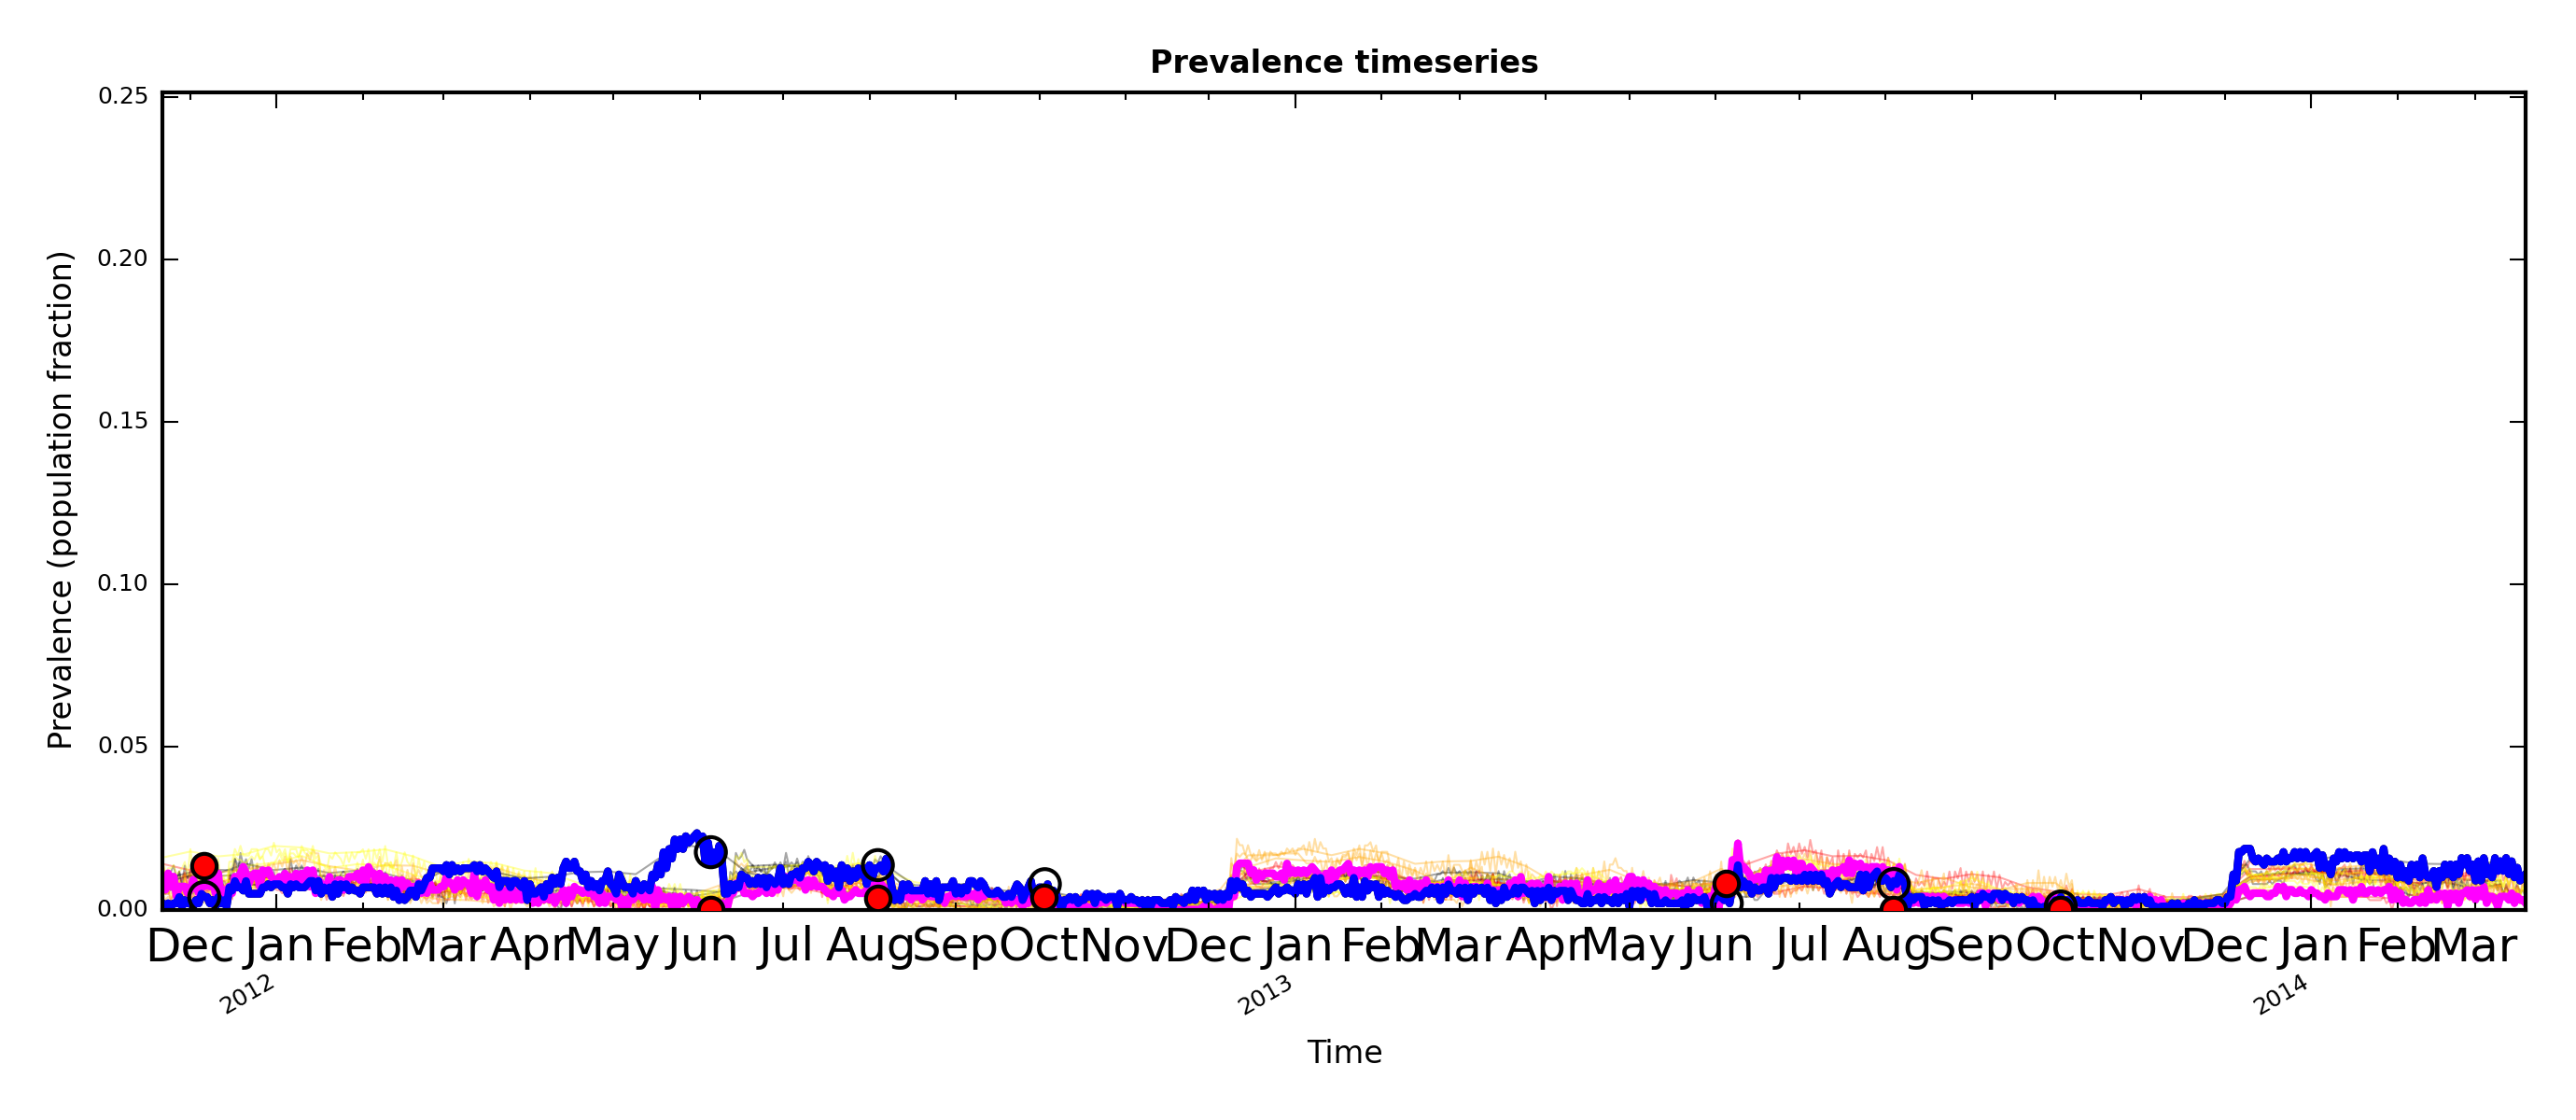 Prevalence timeseries
0.25
0.20
0.15
0.10
0.05
0.00
Prevalence (population fraction)
Dec Jan Feb Mar Apr May Jun Jul Aug Sep Oct Nov Dec Jan Feb Mar Apr May Jun Jul Aug Sep Oct Nov Dec Jan Feb Mar
2012 2013 2014
Time